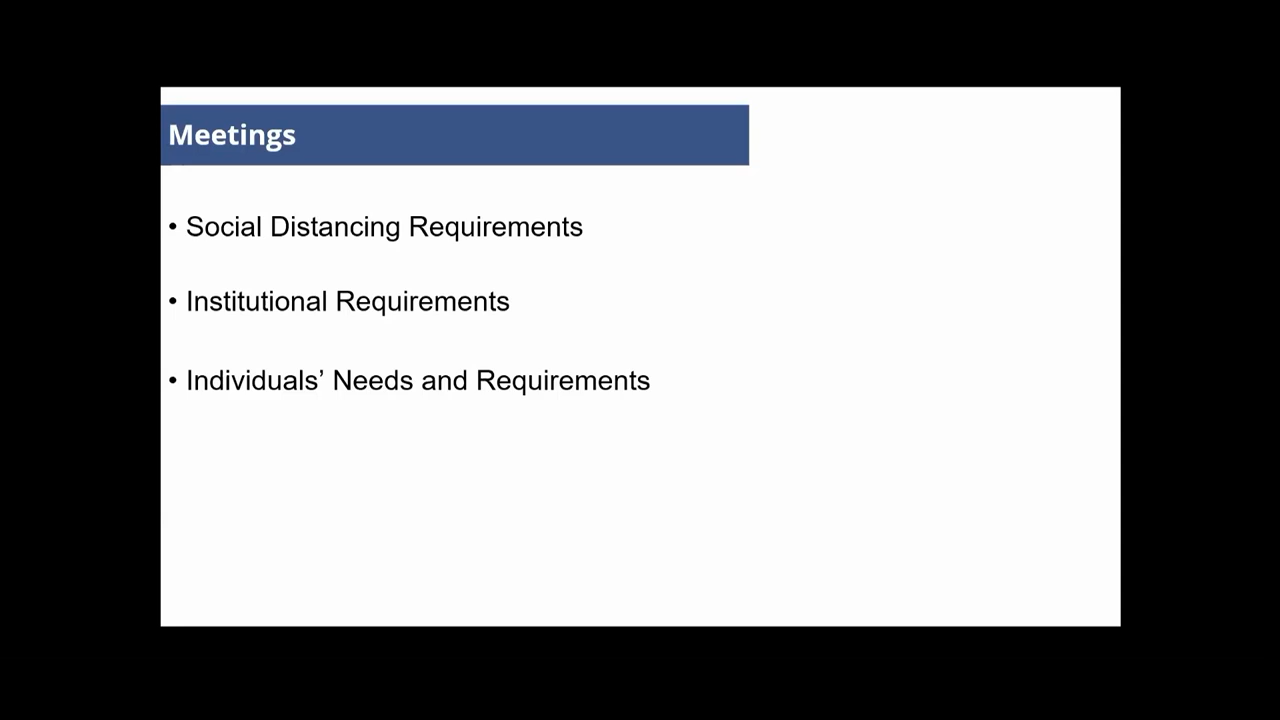 Meetings
• Social Distancing Requirements
• Institutional Requirements
• Individuals’ Needs and Requirements